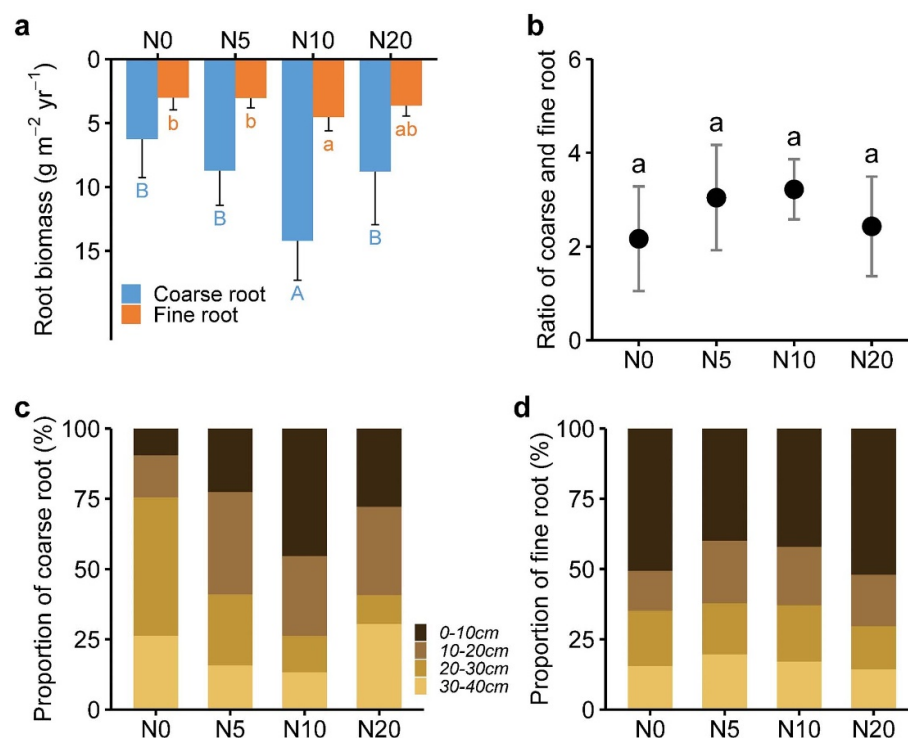 a
N0 N5 N10 N20
Root biomass (g m⁻² yr⁻¹)
0
5
10
15
b b a ab
B B A B
Coarse root
Fine root
b
Ratio of coarse and fine root
6
4
2
0
a a a a
N0 N5 N10 N20
c
Proportion of coarse root (%)
100
75
50
25
0
N0 N5 N10 N20
0-10cm
10-20cm
20-30cm
30-40cm
d
Proportion of fine root (%)
100
75
50
25
0
N0 N5 N10 N20